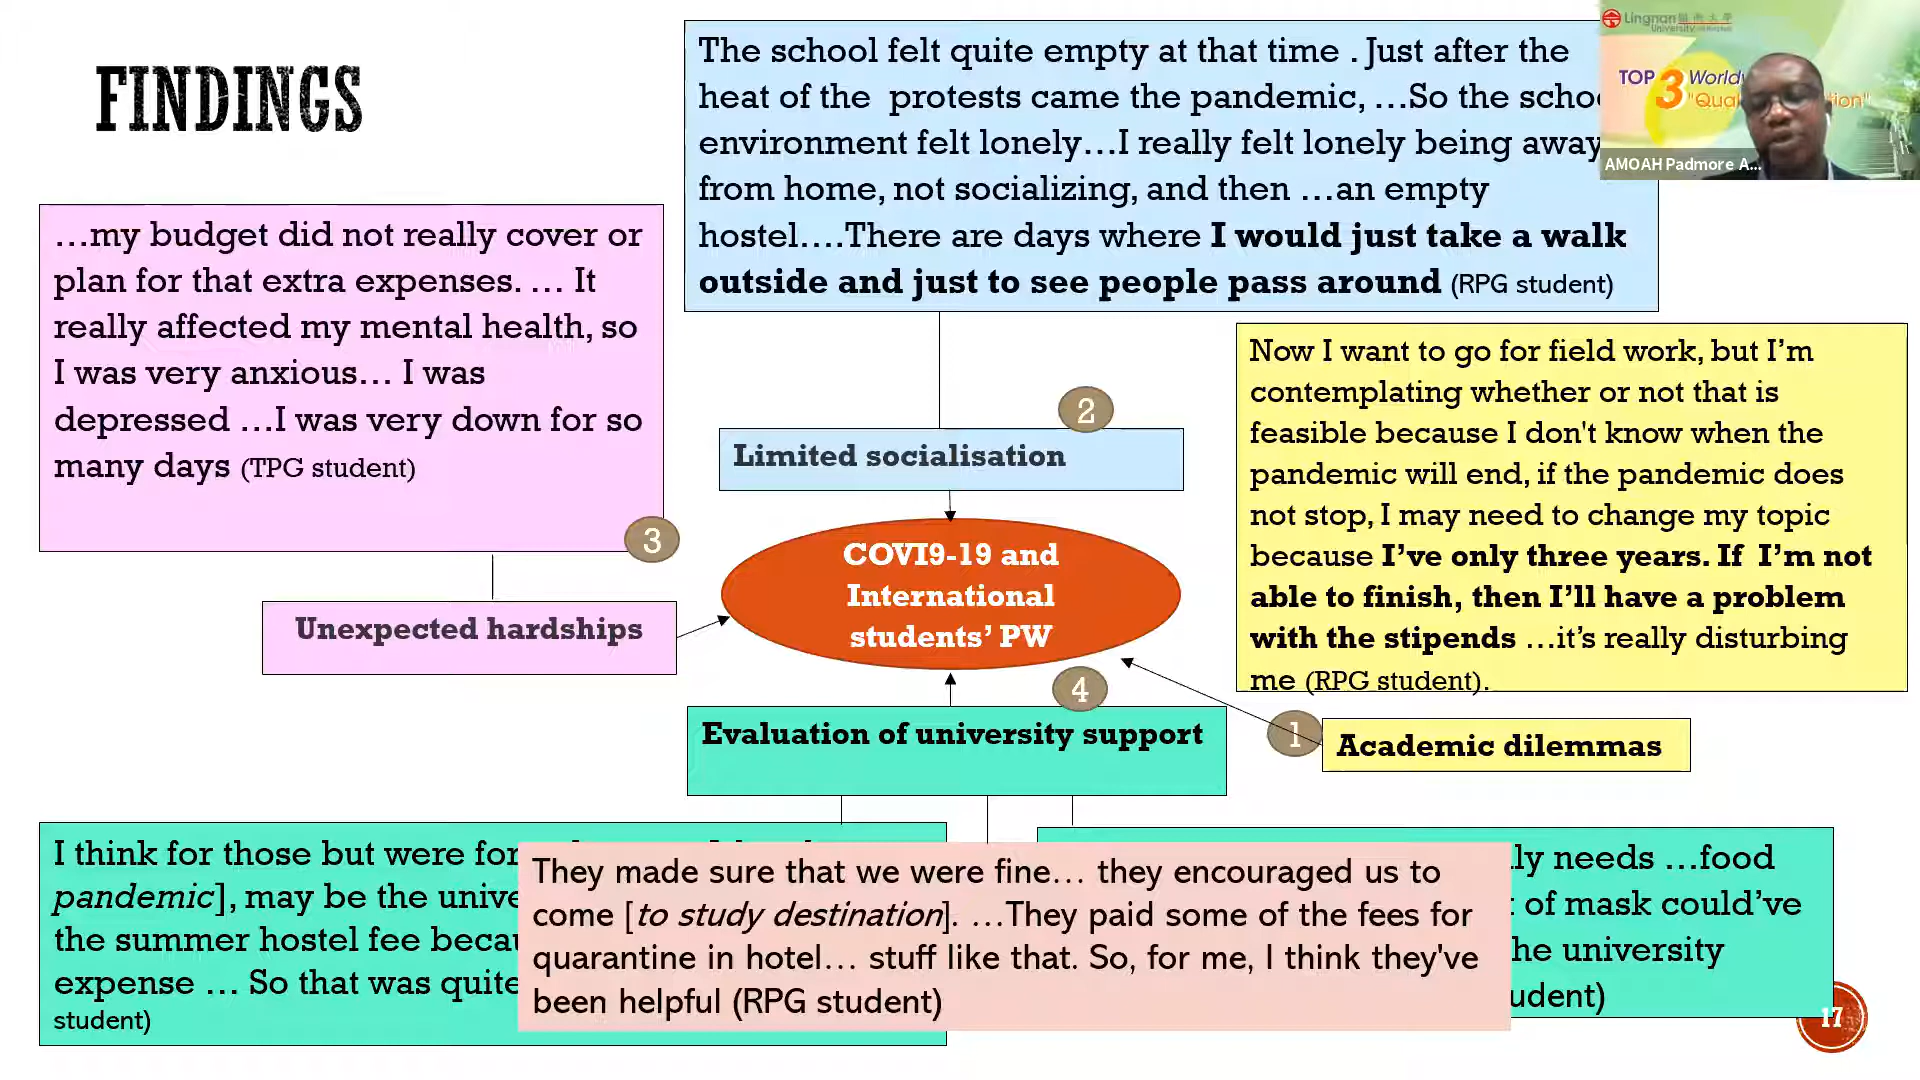 FINDINGS
The school felt quite empty at that time . Just after the
heat of the protests came the pandemic, …So the
environment felt lonely…I really felt lonely being away
from home, not socializing, and then …an empty
hostel….There are days where I would just take a walk
outside and just to see people pass around (RPG student)
Lingnan 嶺南大學
University
TOP 3
AMOAH Padmore A...
…my budget did not really cover or
plan for that extra expenses. … It
really affected my mental health, so
I was very anxious… I was
depressed …I was very down for so
many days (TPG student)
3
Unexpected hardships
2
Limited socialisation
COVI9-19 and
International
students’ PW
Now I want to go for field work, but I’m
contemplating whether or not that is
feasible because I don't know when the
pandemic will end, if the pandemic does
not stop, I may need to change my topic
because I’ve only three years. If I’m not
able to finish, then I’ll have a problem
with the stipends …it’s really disturbing
me (RPG student).
1
Academic dilemmas
4
Evaluation of university support
I think for those but were
pandemic], may be the
the summer hostel fee
expense … So that was quite
student)
They made sure that we were fine… they encouraged us to
come [to study destination]. …They paid some of the fees for
quarantine in hotel… stuff like that. So, for me, I think they've
been helpful (RPG student)
needs …food
of mask could’ve
university
17